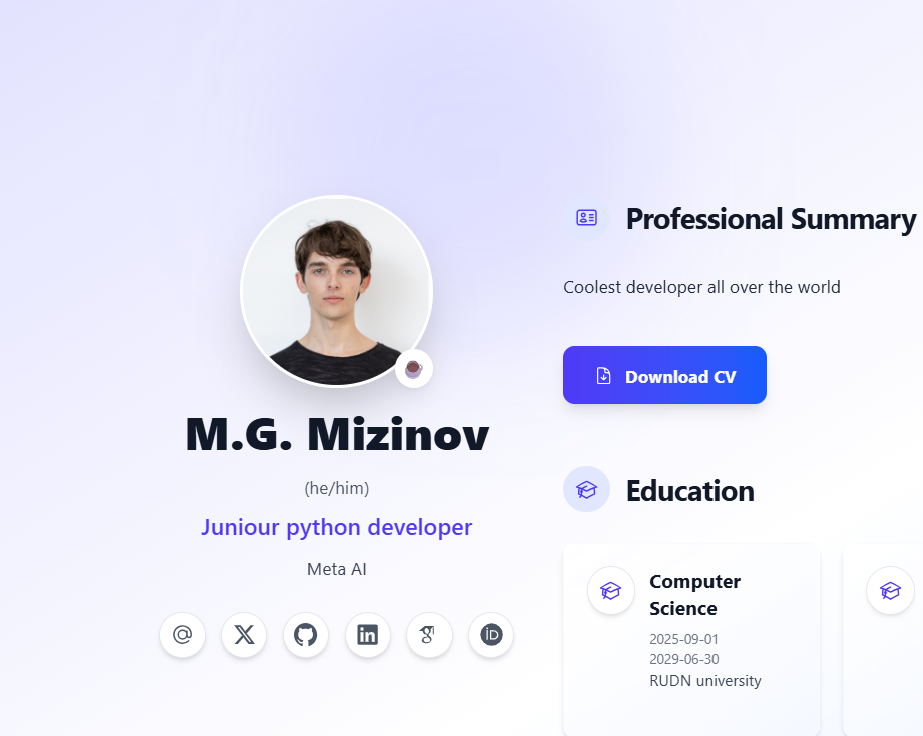 M.G. Mizinov
(he/him)
Juniour python developer
Meta AI
Professional Summary
Coolest developer all over the world
Download CV
Education
Computer
Science
2025-09-01
2029-06-30
RUDN university